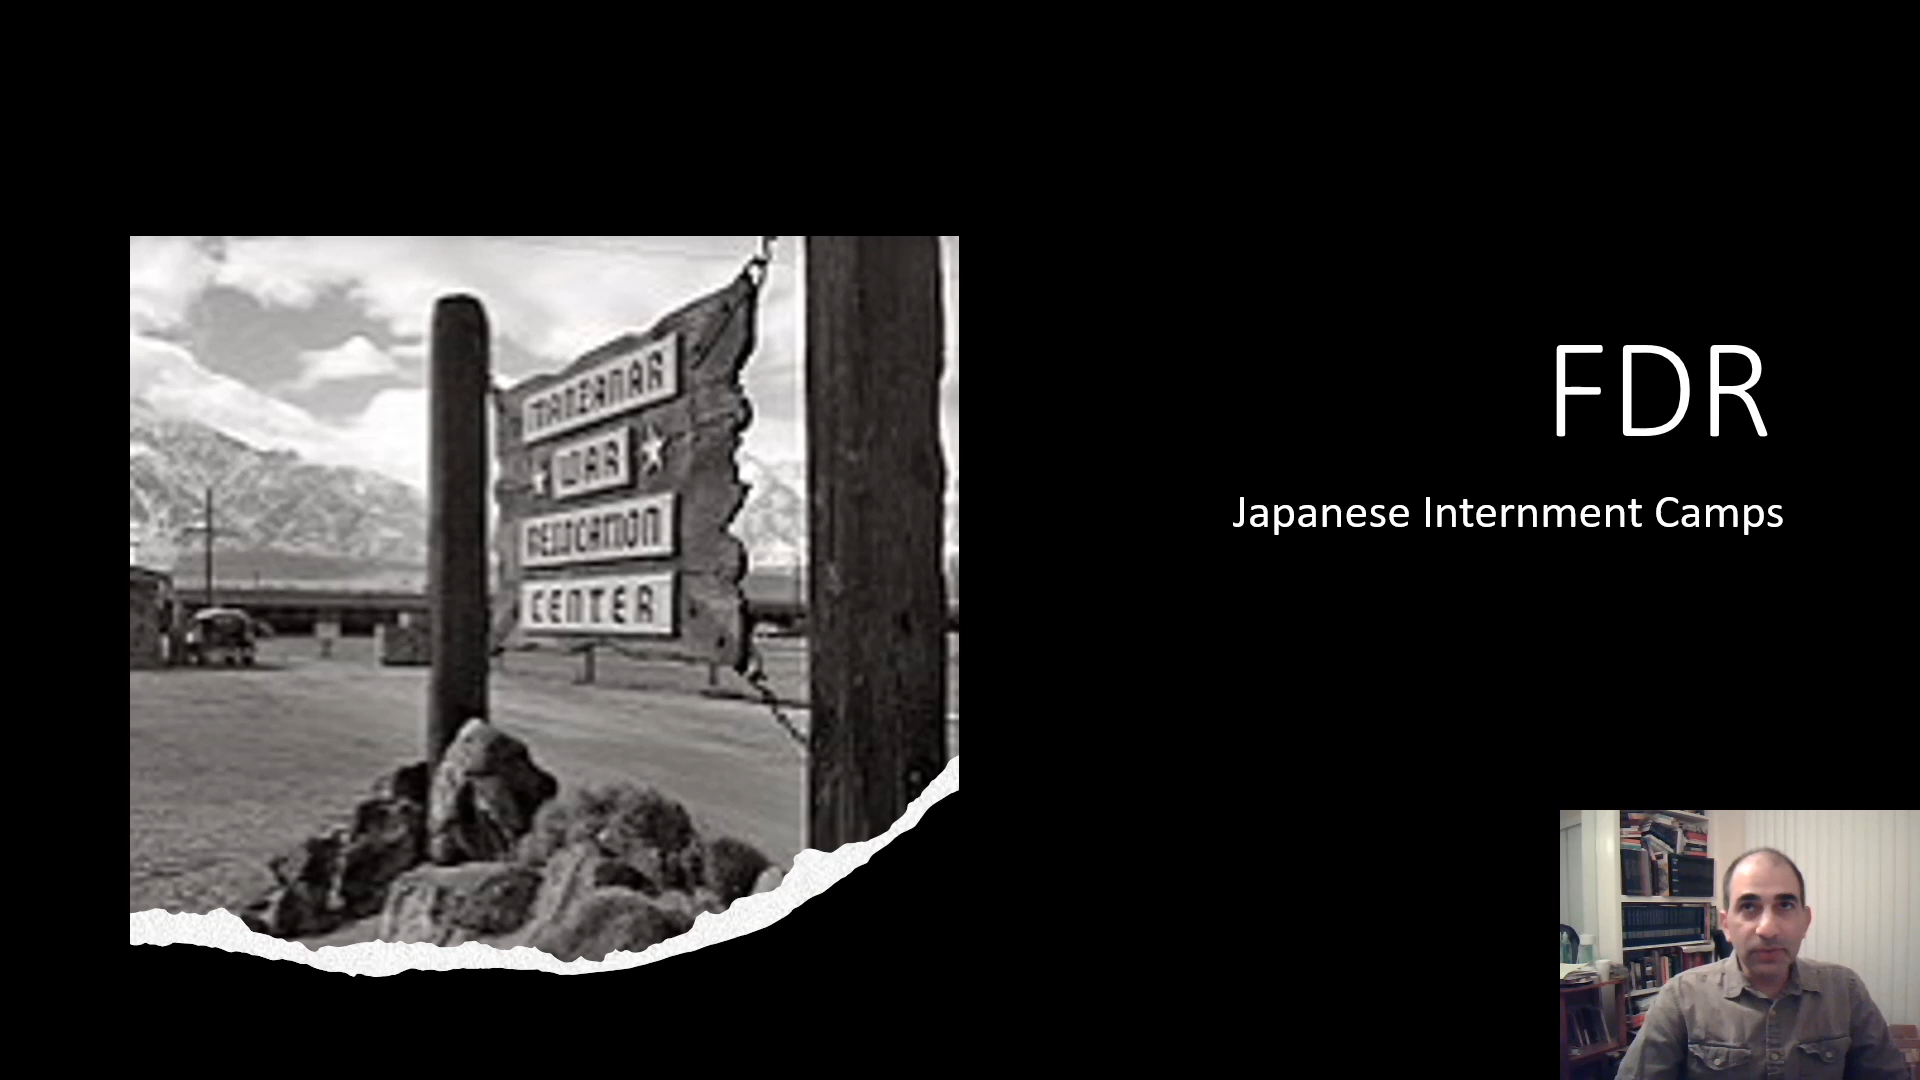 MANZANAR
WAR
RELOCATION
CENTER
FDR
Japanese Internment Camps